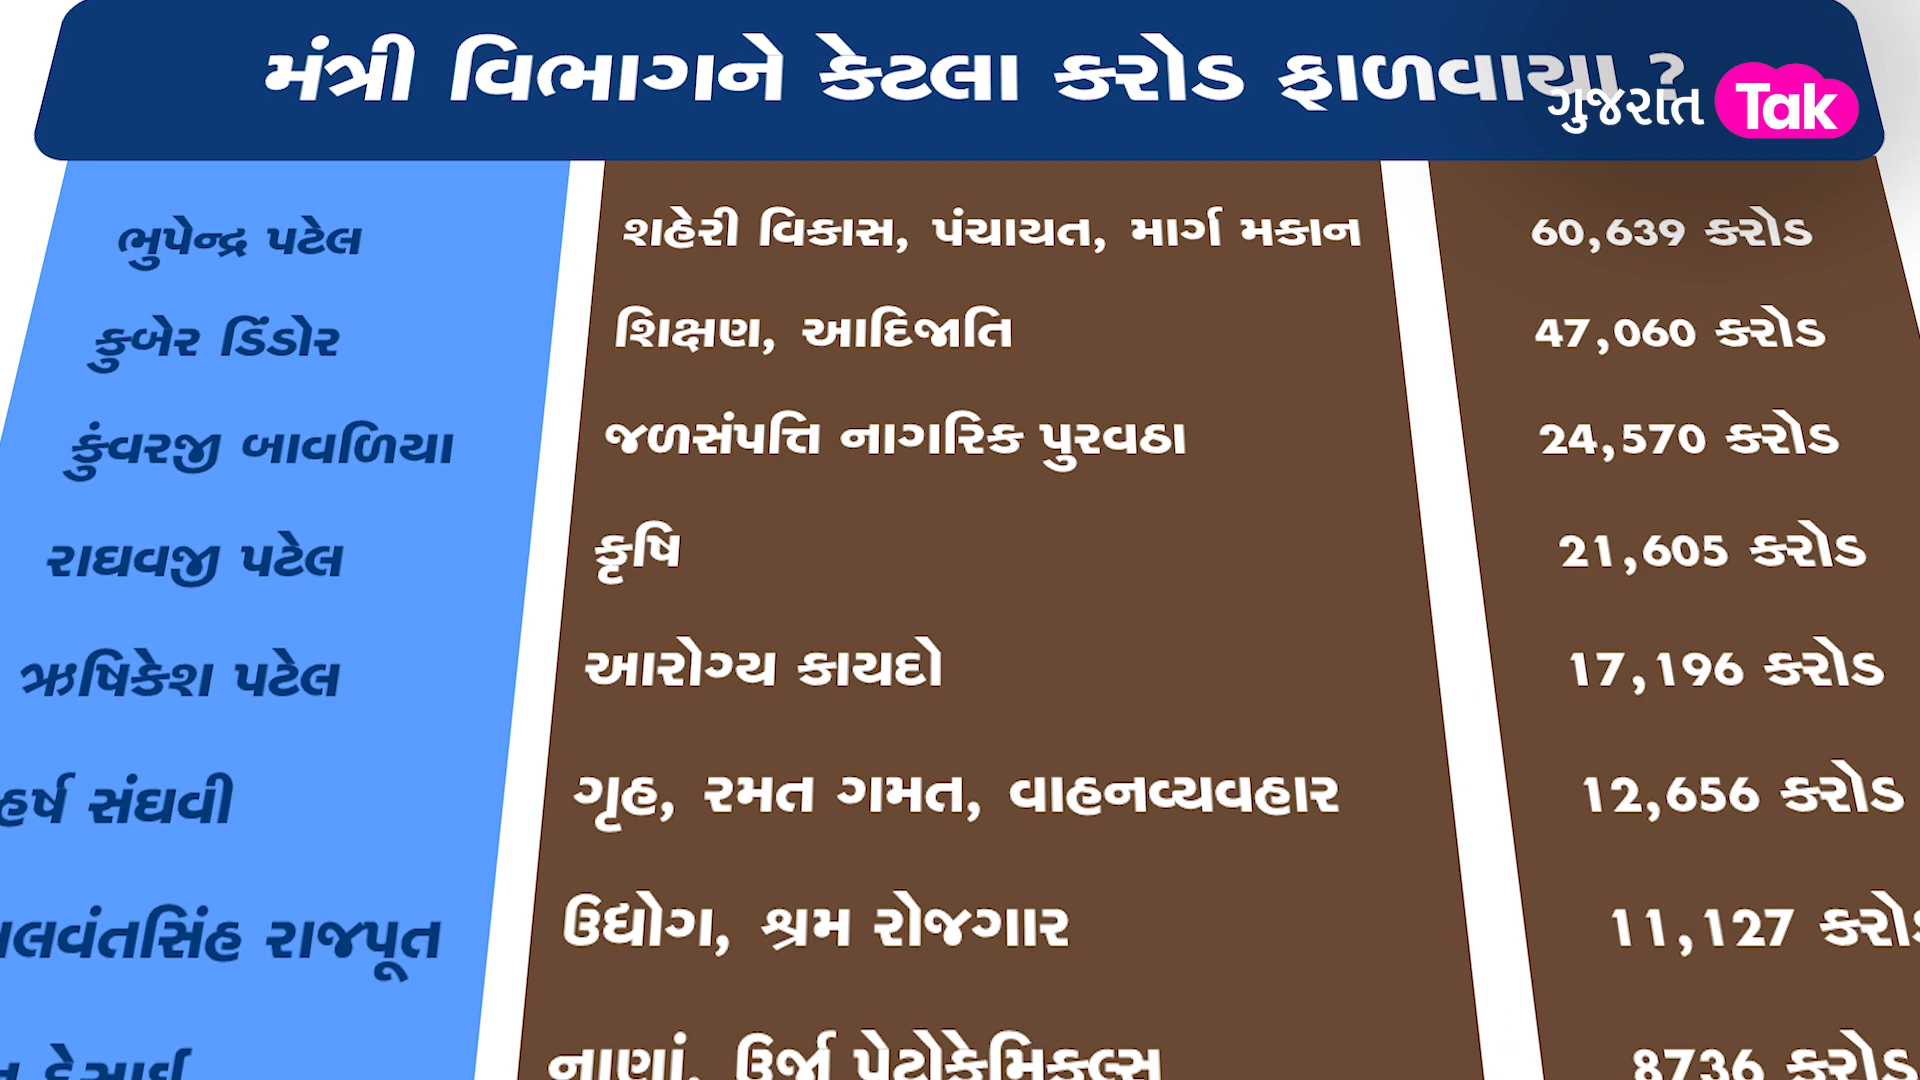 મંત્રી વિભાગને કેટલા કરોડ ફાળવાયા ?
ગુજરાત Tak
ભુપેન્દ્ર પટેલ શહેરી વિકાસ, પંચાયત, માર્ગ મકાન 60,639 કરોડ
કુબેર ડિંડોર શિક્ષણ, આદિજાતિ 47,060 કરોડ
કુંવરજી બાવળિયા જળસંપત્તિ નાગરિક પુરવઠા 24,570 કરોડ
રાઘવજી પટેલ કૃષિ 21,605 કરોડ
ઋષિકેશ પટેલ આરોગ્ય કાયદો 17,196 કરોડ
હર્ષ સંઘવી ગૃહ, રમત ગમત, વાહનવ્યવહાર 12,656 કરોડ
રાજપૂત ઉદ્યોગ, શ્રમ રોજગાર 11,127 કરોડ
દેસાઈ નાણાં, ઉર્જા પેટ્રોકેમિકલ્સ 8736 કરોડ